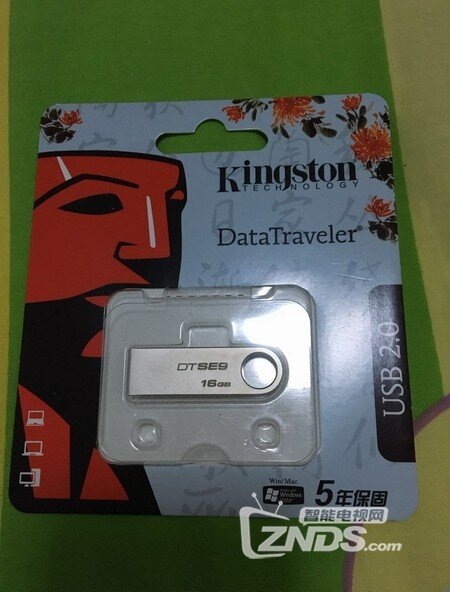 Kingston
TECHNOLOGY
DataTraveler®
USB 2.0
DTSE9
16GB
Win/Mac
5年保固
智能电视网
ZNDS.com